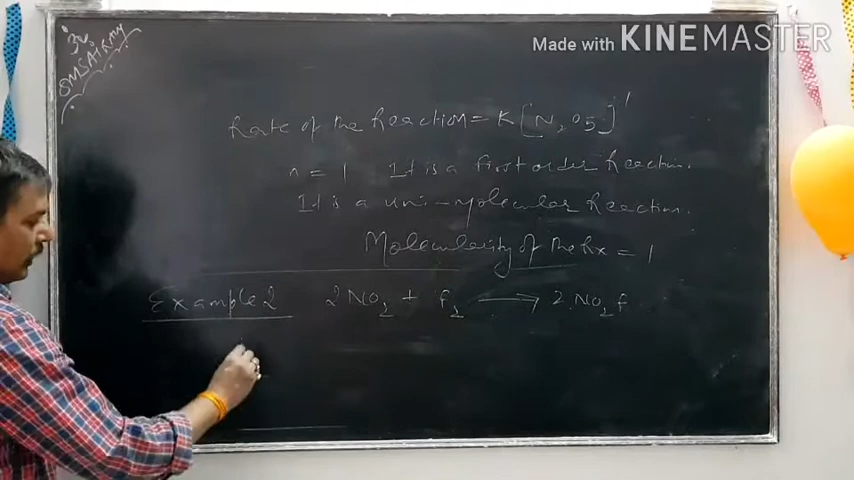 Made with KINEMASTER
Rate of the Reaction = K[N₂O₅]¹
n = 1 It is a first order Reaction.
It is a uni-molecular Reaction.
Molecularity of the Rx = 1
Example 2 2NO₂ + f₂ → 2NO₂f